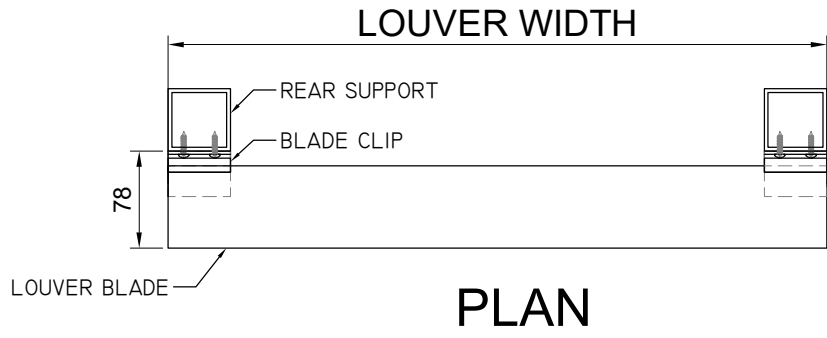 LOUVER WIDTH
REAR SUPPORT
BLADE CLIP
78
LOUVER BLADE
PLAN